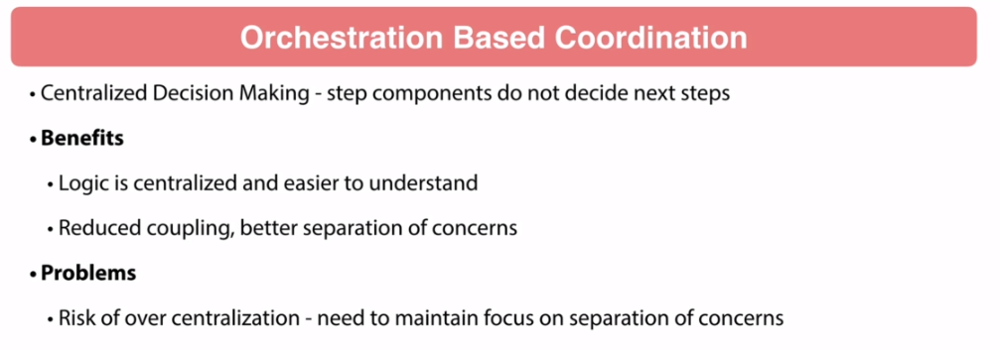 Orchestration Based Coordination
• Centralized Decision Making - step components do not decide next steps
• Benefits
• Logic is centralized and easier to understand
• Reduced coupling, better separation of concerns
• Problems
• Risk of over centralization - need to maintain focus on separation of concerns